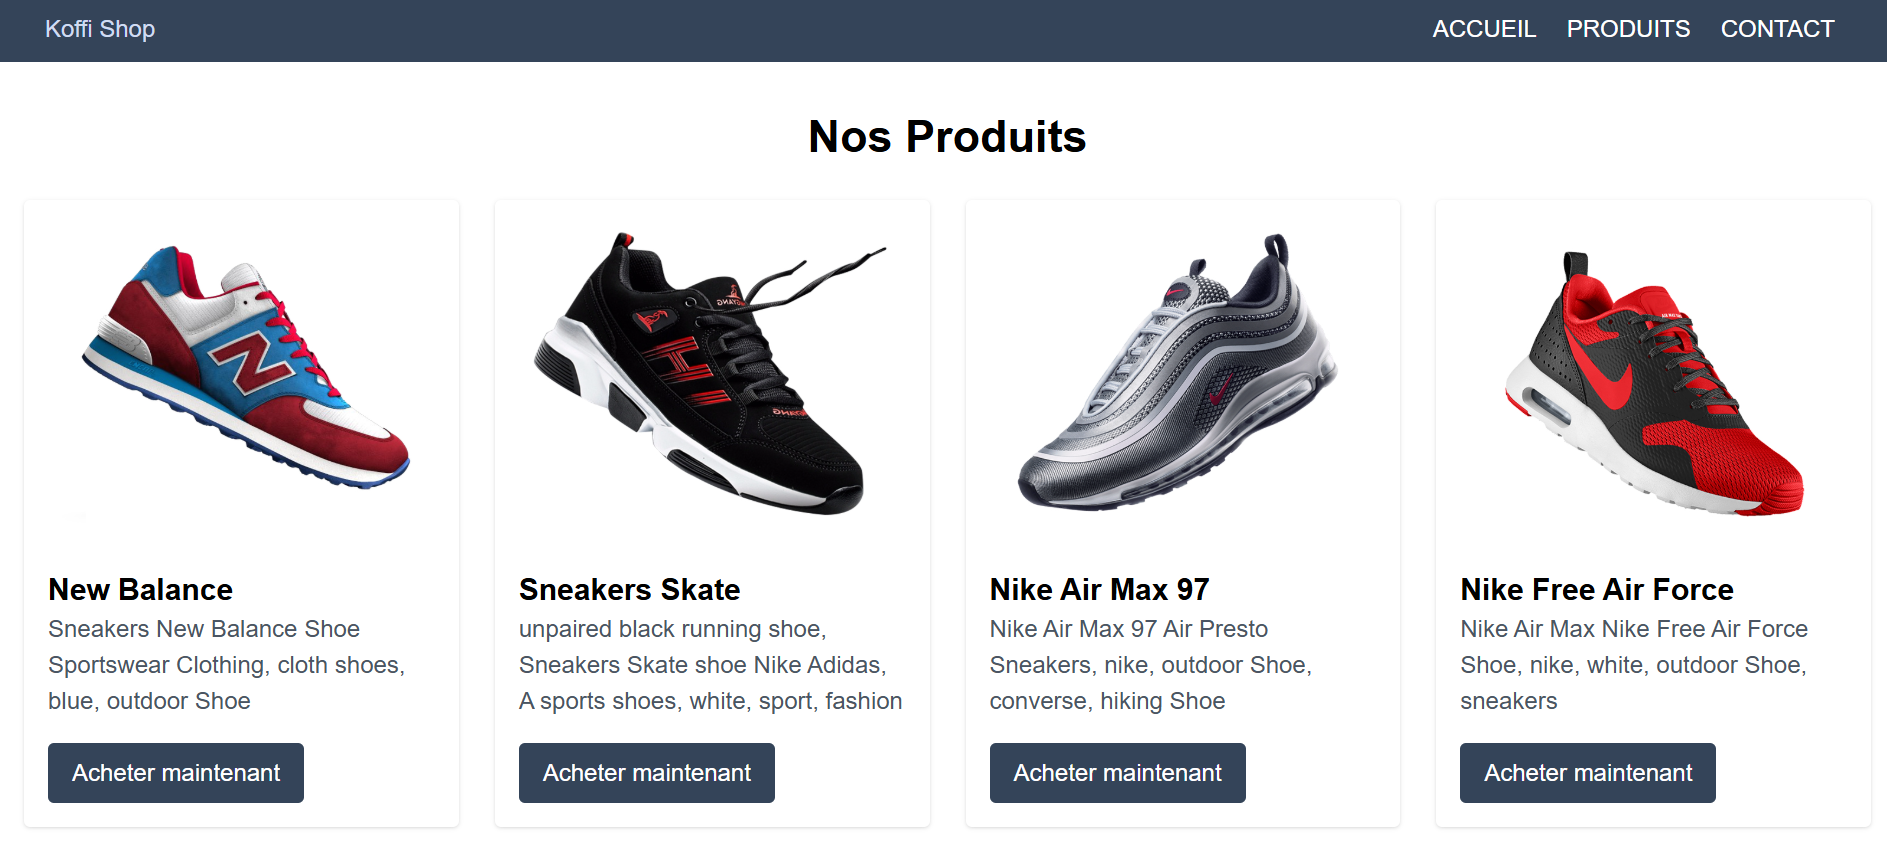 Koffi Shop
ACCUEIL PRODUITS CONTACT
Nos Produits
New Balance
Sneakers New Balance Shoe
Sportswear Clothing, cloth shoes,
blue, outdoor Shoe
Acheter maintenant
Sneakers Skate
unpaired black running shoe,
Sneakers Skate shoe Nike Adidas,
A sports shoes, white, sport, fashion
Acheter maintenant
Nike Air Max 97
Nike Air Max 97 Air Presto
Sneakers, nike, outdoor Shoe,
converse, hiking Shoe
Acheter maintenant
Nike Free Air Force
Nike Air Max Nike Free Air Force
Shoe, nike, white, outdoor Shoe,
sneakers
Acheter maintenant